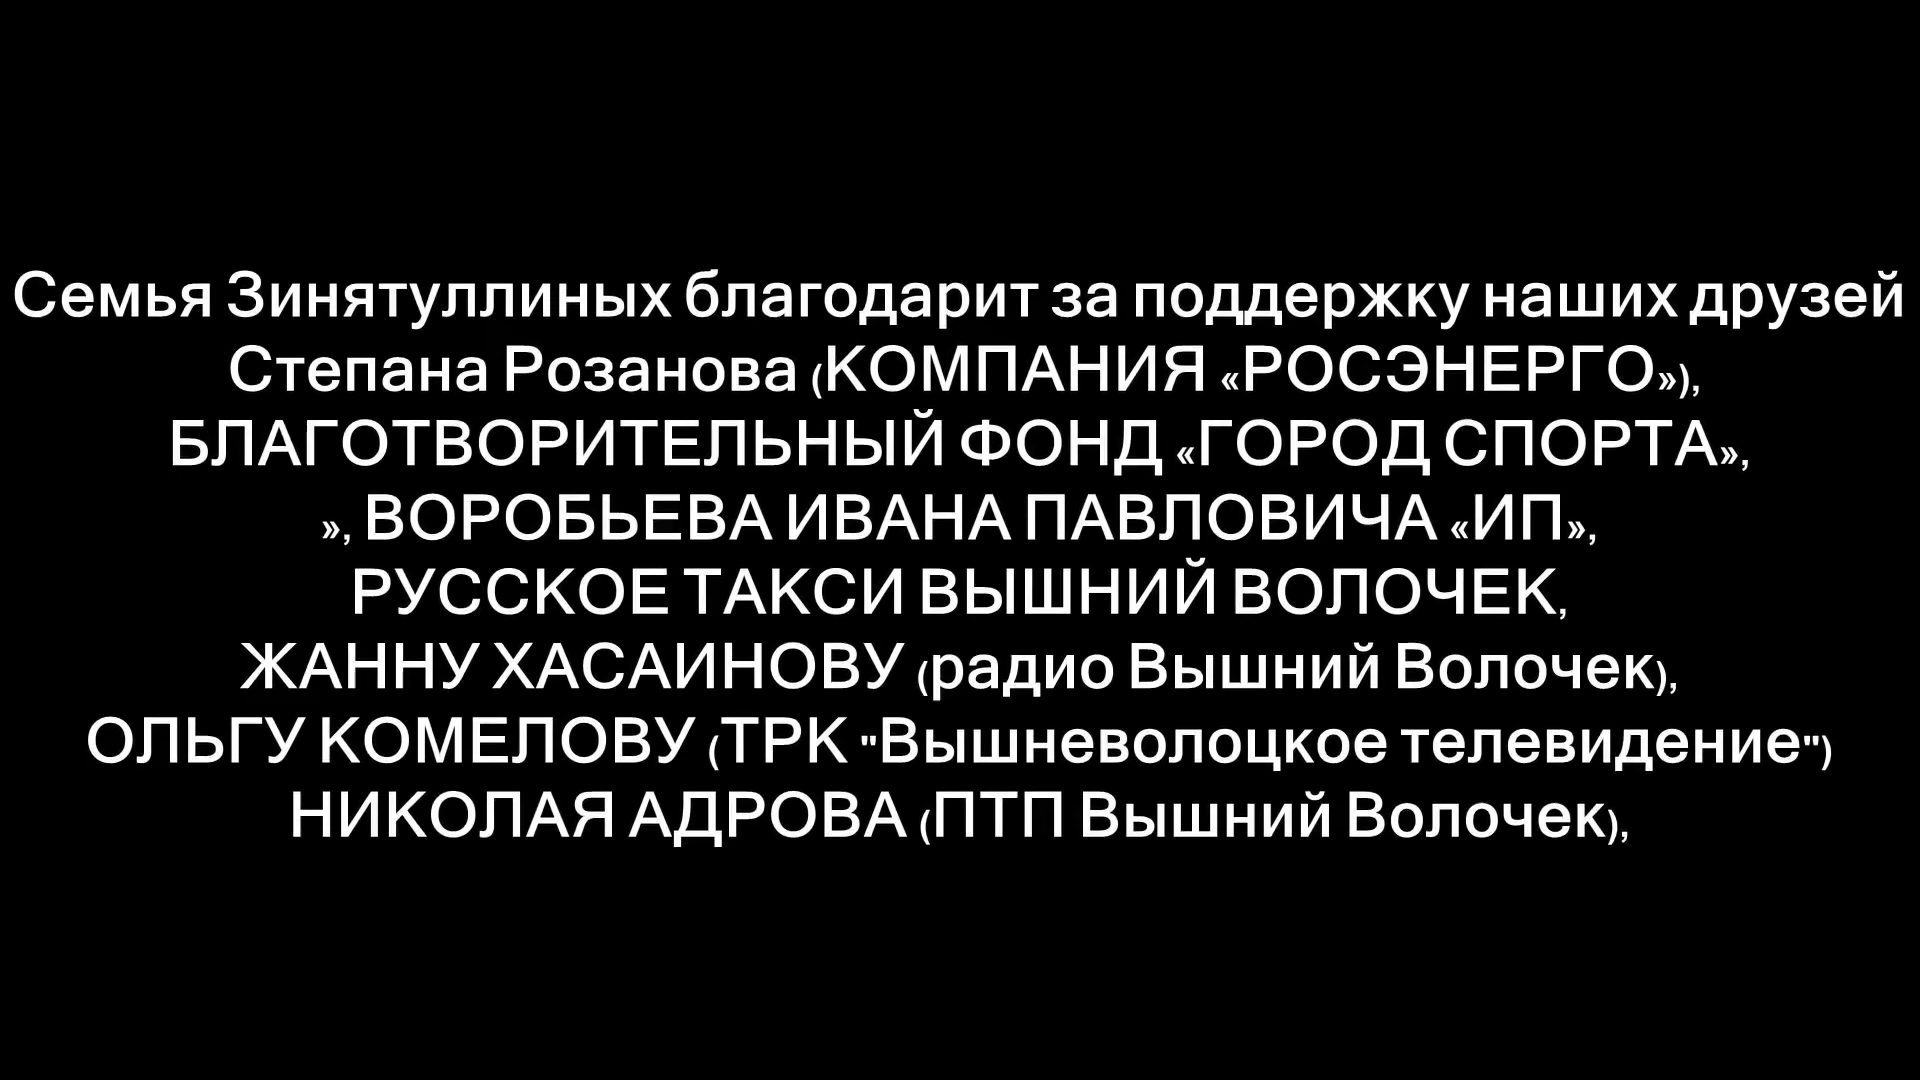 Семья Зинятуллиных благодарит за поддержку наших друзей
Степана Розанова (КОМПАНИЯ «РОСЭНЕРГО»),
БЛАГОТВОРИТЕЛЬНЫЙ ФОНД «ГОРОД СПОРТА»,
», ВОРОБЬЕВА ИВАНА ПАВЛОВИЧА «ИП»,
РУССКОЕ ТАКСИ ВЫШНИЙ ВОЛОЧЕК,
ЖАННУ ХАСАИНОВУ (радио Вышний Волочек),
ОЛЬГУ КОМЕЛОВУ (ТРК "Вышневолоцкое телевидение")
НИКОЛАЯ АДРОВА (ПТП Вышний Волочек),